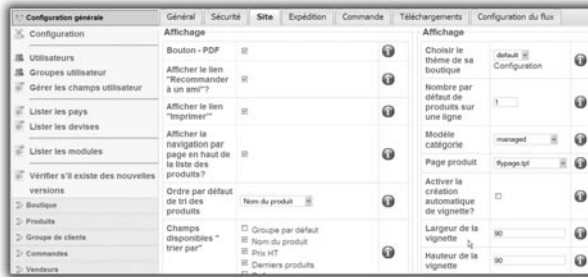 Configuration générale
Configuration
Utilisateurs
Groupes utilisateur
Gérer les champs utilisateur
Lister les pays
Lister les devises
Lister les modules
Vérifier s'il existe des nouvelles
versions
Boutique
Produits
Groupe de clients
Commandes
Vendeurs
Général
Sécurité
Site
Expédition
Commande
Téléchargements
Configuration du flux
Affichage
Bouton - PDF
Afficher le lien
"Recommander
à un ami"?
Afficher le lien
"Imprimer"
Afficher la
navigation par
page en haut de
la liste des
produits?
Ordre par défaut
de tri des
produits
Nom du produit
Champs
disponibles "
trier par"
Groupe par défaut
Nom du produit
Prix HT
Derniers produits
Affichage
Choisir le
thème de sa
boutique
default
Configuration
Nombre par
défaut de
produits sur
une ligne
1
Modèle
catégorie
managed
Page produit
flypage.tpl
Activer la
création
automatique
de vignette?
Largeur de la
vignette
90
Hauteur de la
vignette
90